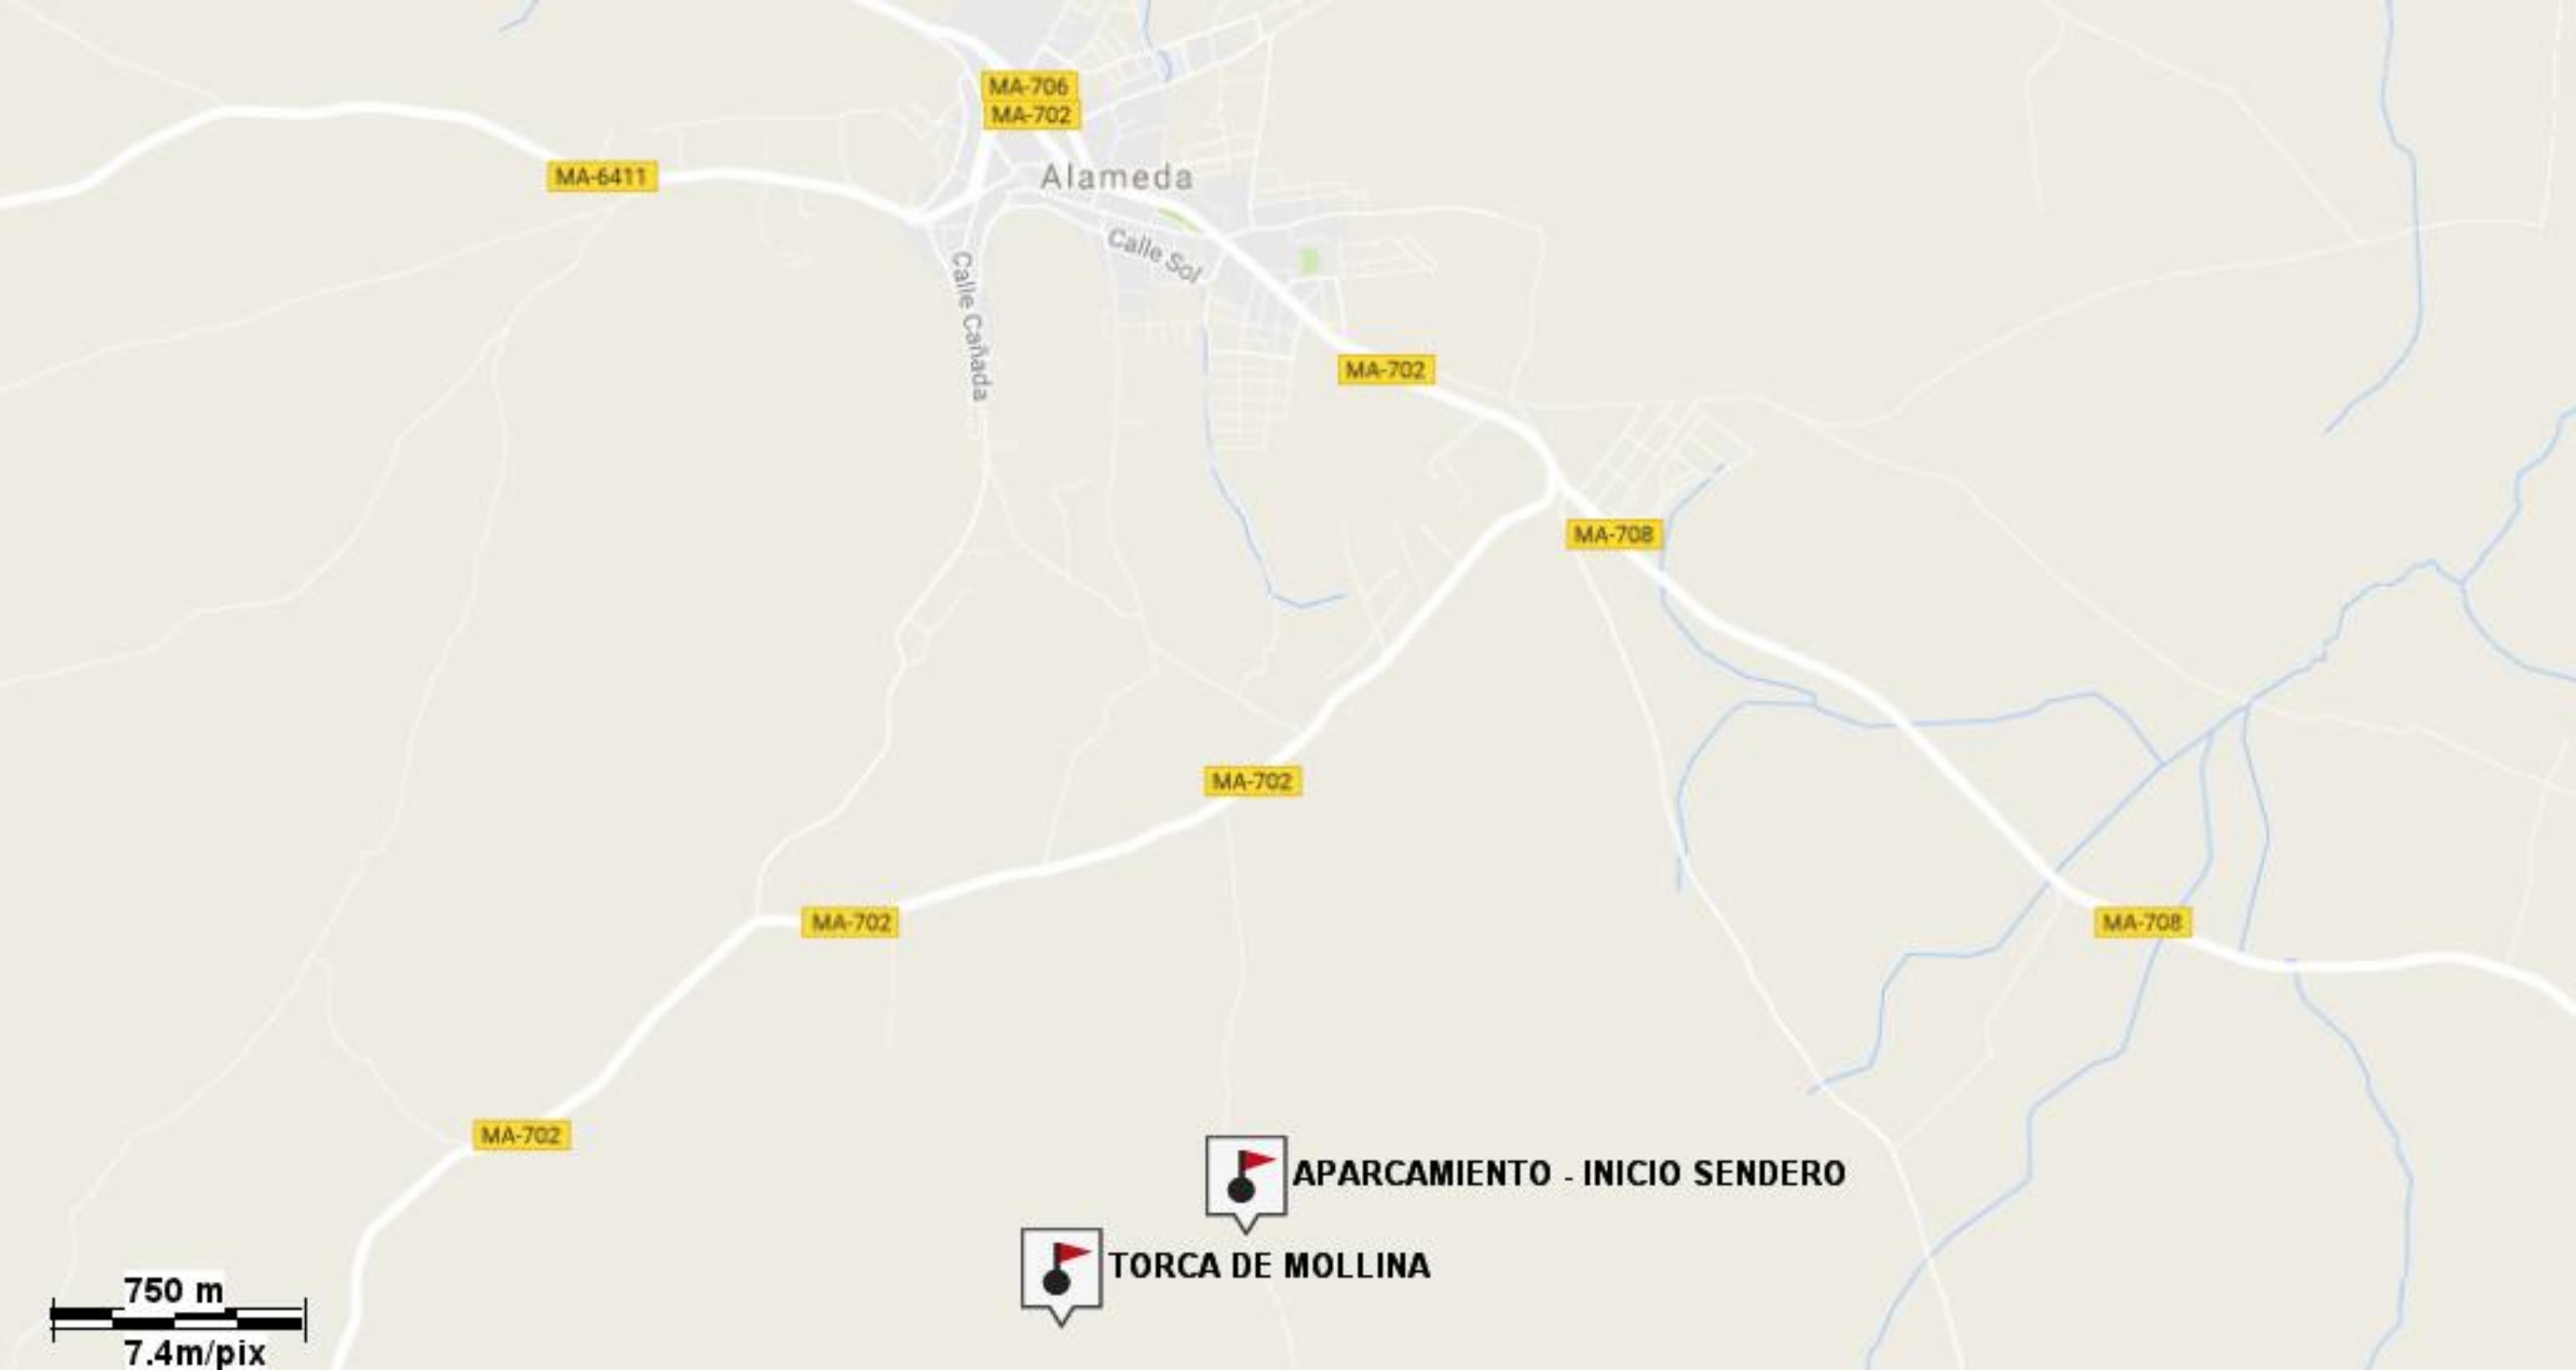 MA-706
MA-702
MA-6411
Alameda
Calle Sol
Calle Cañada
MA-702
MA-708
MA-702
MA-702
MA-708
MA-702
APARCAMIENTO - INICIO SENDERO
TORCA DE MOLLINA
750 m
7.4m/pix